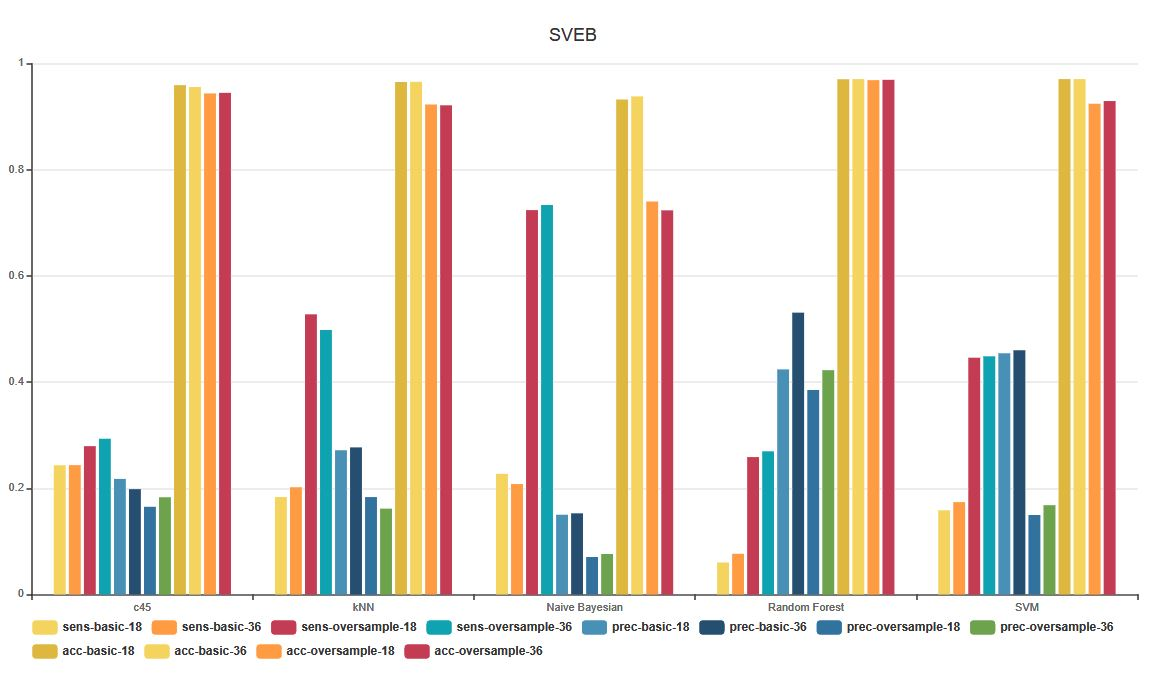 SVEB
1
0.8
0.6
0.4
0.2
0
c45 kNN Naive Bayesian Random Forest SVM
sens-basic-18 sens-basic-36 sens-oversample-18 sens-oversample-36 prec-basic-18 prec-basic-36 prec-oversample-18 prec-oversample-36
acc-basic-18 acc-basic-36 acc-oversample-18 acc-oversample-36